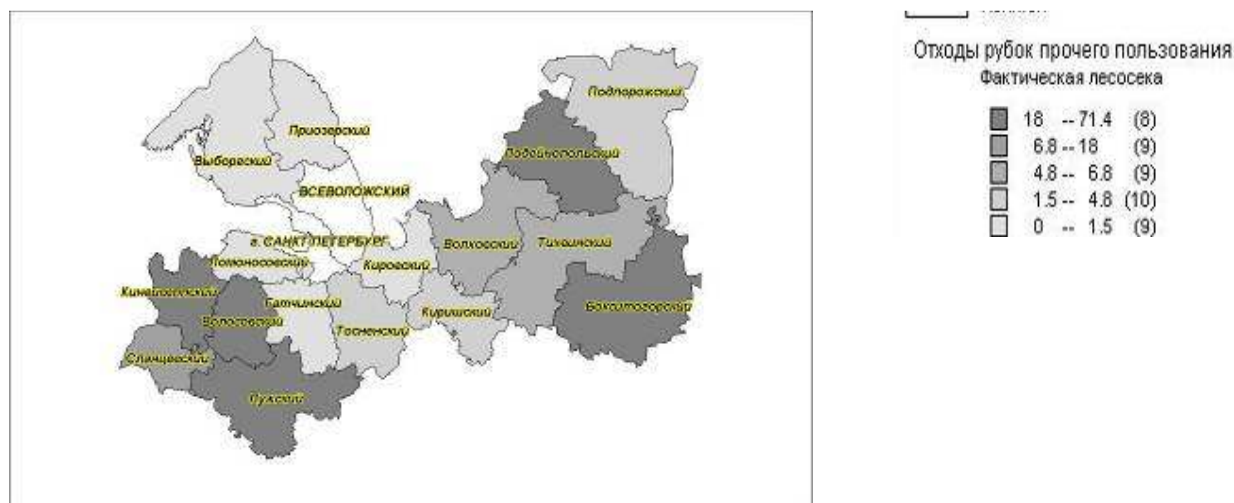 Подпорожский
Приозерский
Лодейнопольский
Выборгский
ВСЕВОЛОЖСКИЙ
г. САНКТ-ПЕТЕРБУРГ
Волховский
Тихвинский
Ломоносовский
Кировский
Кингисеппский
Гатчинский
Бокситогорский
Волосовский
Киришский
Тосненский
Сланцевский
Лужский
Отходы рубок прочего пользования
Фактическая лесосека
18 -- 71.4 (8)
6.8 -- 18 (9)
4.8 -- 6.8 (9)
1.5 -- 4.8 (10)
0 -- 1.5 (9)